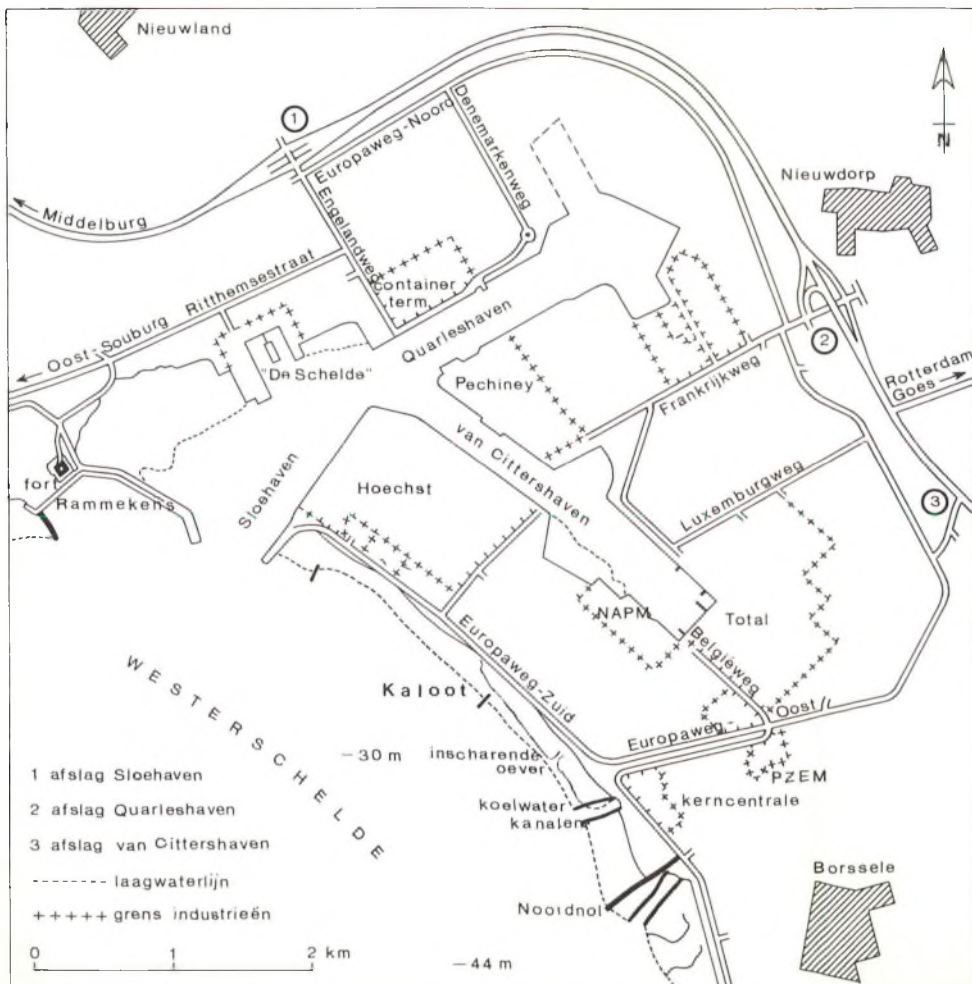 Nieuwland
1
Europaweg-Noord
Denemarkenweg
N
Nieuwdorp
Middelburg
Engelandweg
container
term.
Ritthemsestraat
Oost-Souburg
Quarleshaven
"De Schelde"
Pechiney
Frankrijkweg
2
Rotterdam
Goes
fort
Rammekens
Sloehaven
Hoechst
van Cittershaven
Luxemburgweg
3
NAPM
Total
Belgiëweg
Europaweg-Zuid
Kaloot
Europaweg-Oost
WESTERSCHELDE
-30 m
inscharende
oever
PZEM
kerncentrale
koelwater
kanalen
Borssele
Noordnol
-44 m
1 afslag Sloehaven
2 afslag Quarleshaven
3 afslag van Cittershaven
laagwaterlijn
+++++ grens industrieën
0 1 2 km